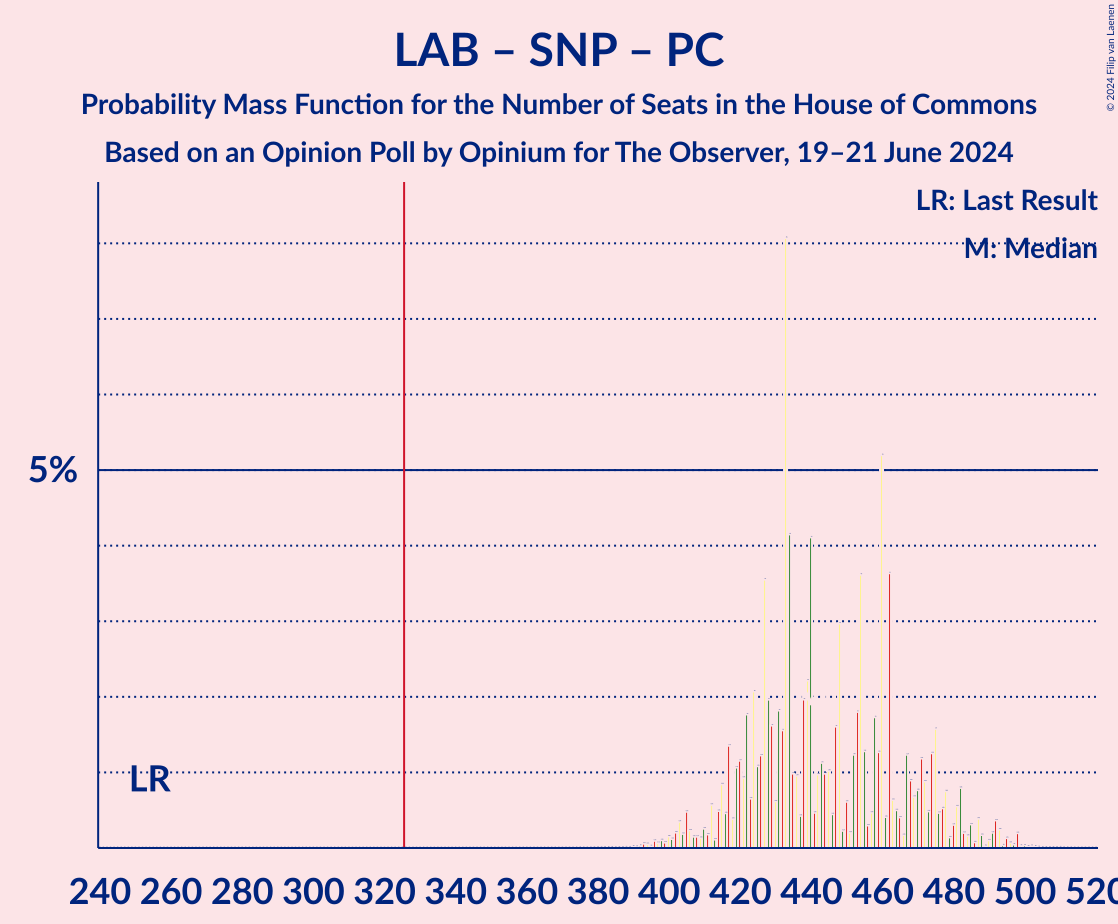 LAB – SNP – PC
Probability Mass Function for the Number of Seats in the House of Commons
Based on an Opinion Poll by Opinium for The Observer, 19–21 June 2024
© 2024 Filip van Laenen
LR: Last Result
M: Median
5%
LR
240 260 280 300 320 340 360 380 400 420 440 460 480 500 520